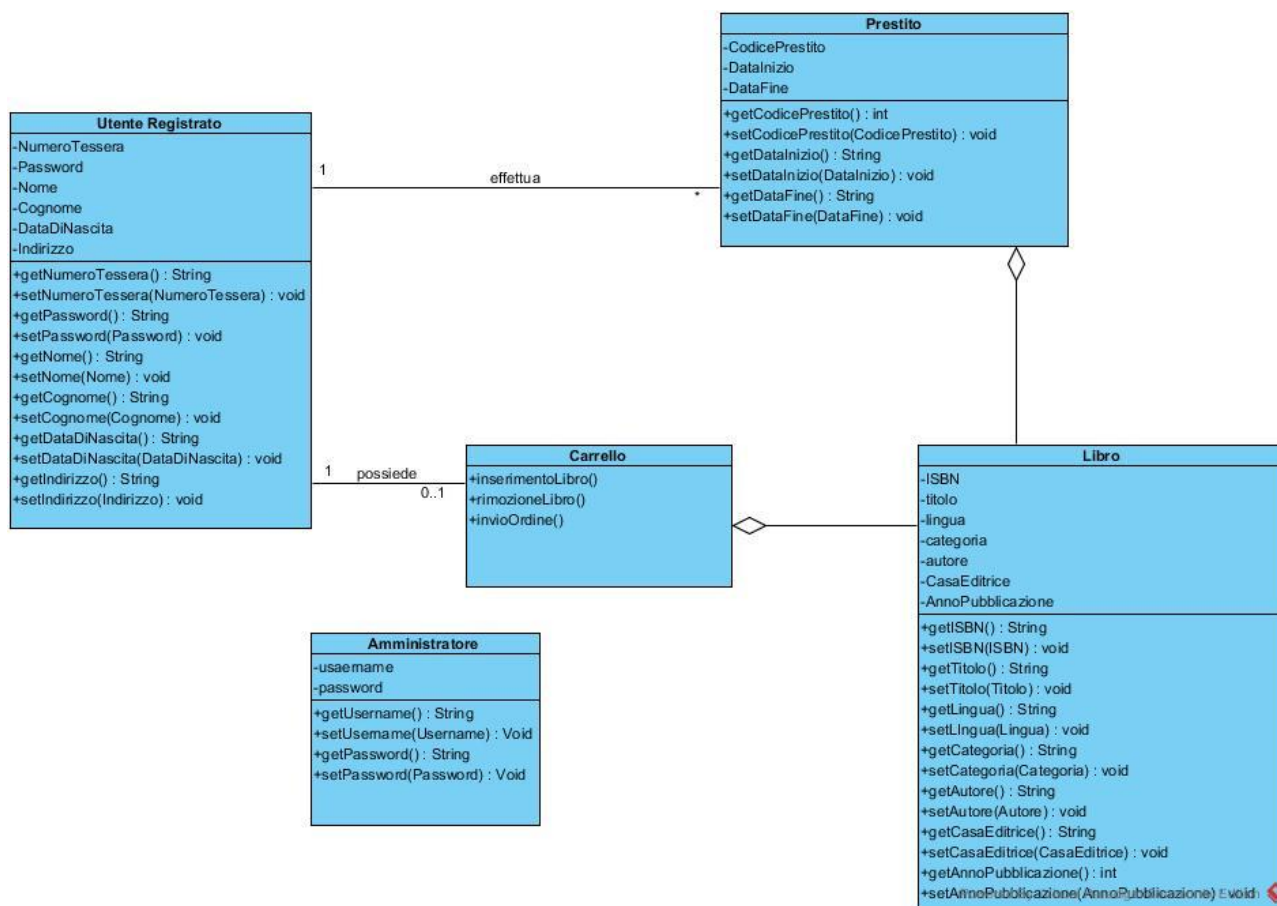 Prestito
-CodicePrestito
-DataInizio
-DataFine
+getCodicePrestito() : int
+setCodicePrestito(CodicePrestito) : void
+getDataInizio() : String
+setDataInizio(DataInizio) : void
+getDataFine() : String
+setDataFine(DataFine) : void
Utente Registrato
-NumeroTessera
-Password
-Nome
-Cognome
-DataDiNascita
-Indirizzo
+getNumeroTessera() : String
+setNumeroTessera(NumeroTessera) : void
+getPassword() : String
+setPassword(Password) : void
+getNome() : String
+setNome(Nome) : void
+getCognome() : String
+setCognome(Cognome) : void
+getDataDiNascita() : String
+setDataDiNascita(DataDiNascita) : void
+getIndirizzo() : String
+setIndirizzo(Indirizzo) : void
1
effettua
*
1
possiede
0..1
Carrello
+inserimentoLibro()
+rimozioneLibro()
+invioOrdine()
Amministratore
-usaername
-password
+getUsername() : String
+setUsername(Username) : Void
+getPassword() : String
+setPassword(Password) : Void
Libro
-ISBN
-titolo
-lingua
-categoria
-autore
-CasaEditrice
-AnnoPubblicazione
+getISBN() : String
+setISBN(ISBN) : void
+getTitolo() : String
+setTitolo(Titolo) : void
+getLingua() : String
+setLIngua(Lingua) : void
+getCategoria() : String
+setCategoria(Categoria) : void
+getAutore() : String
+setAutore(Autore) : void
+getCasaEditrice() : String
+setCasaEditrice(CasaEditrice) : void
+getAnnoPubblicazione() : int
+setAnnoPubblicazione(AnnoPubblicazione) : void